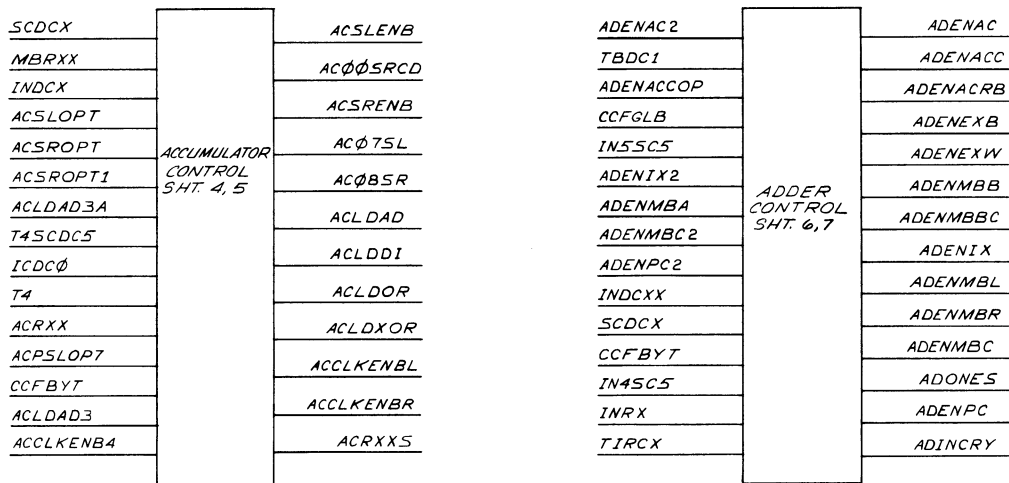 SCDCX
MBRXX
INDCX
ACSLOPT
ACSROPT
ACSROPT1
ACLDAD3A
T4SCDC5
ICDCØ
T4
ACRXX
ACPSLOP7
CCFBYT
ACLDAD3
ACCLKENB4
ACCUMULATOR
CONTROL
SHT. 4, 5
ACSLENB
ACØØSRCD
ACSRENB
ACØ7SL
ACØ8SR
ACLDAD
ACLDDI
ACLDOR
ACLDXOR
ACCLKENBL
ACCLKENBR
ACRXXS
ADENAC2
TBDC1
ADENACCOP
CCFGLB
IN5SC5
ADENIX2
ADENMBA
ADENMBC2
ADENPC2
INDCXX
SCDCX
CCFBYT
IN4SC5
INRX
TIRCX
ADDER
CONTROL
SHT. 6,7
ADENAC
ADENACC
ADENACRB
ADENEXB
ADENEXW
ADENMBB
ADENMBBC
ADENIX
ADENMBL
ADENMBR
ADENMBC
ADONES
ADENPC
ADINCRY